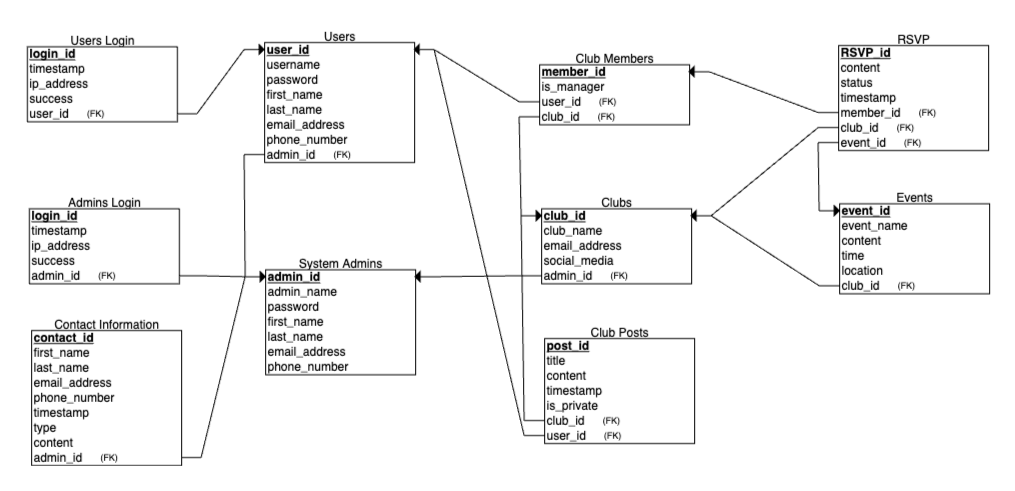 Users Login
login_id
timestamp
ip_address
success
user_id (FK)
Users
user_id
username
password
first_name
last_name
email_address
phone_number
admin_id (FK)
Club Members
member_id
is_manager
user_id (FK)
club_id (FK)
RSVP
RSVP_id
content
status
timestamp
member_id (FK)
club_id (FK)
event_id (FK)
Admins Login
login_id
timestamp
ip_address
success
admin_id (FK)
System Admins
admin_id
admin_name
password
first_name
last_name
email_address
phone_number
Clubs
club_id
club_name
email_address
social_media
admin_id (FK)
Events
event_id
event_name
content
time
location
club_id (FK)
Contact Information
contact_id
first_name
last_name
email_address
phone_number
timestamp
type
content
admin_id (FK)
Club Posts
post_id
title
content
timestamp
is_private
club_id (FK)
user_id (FK)